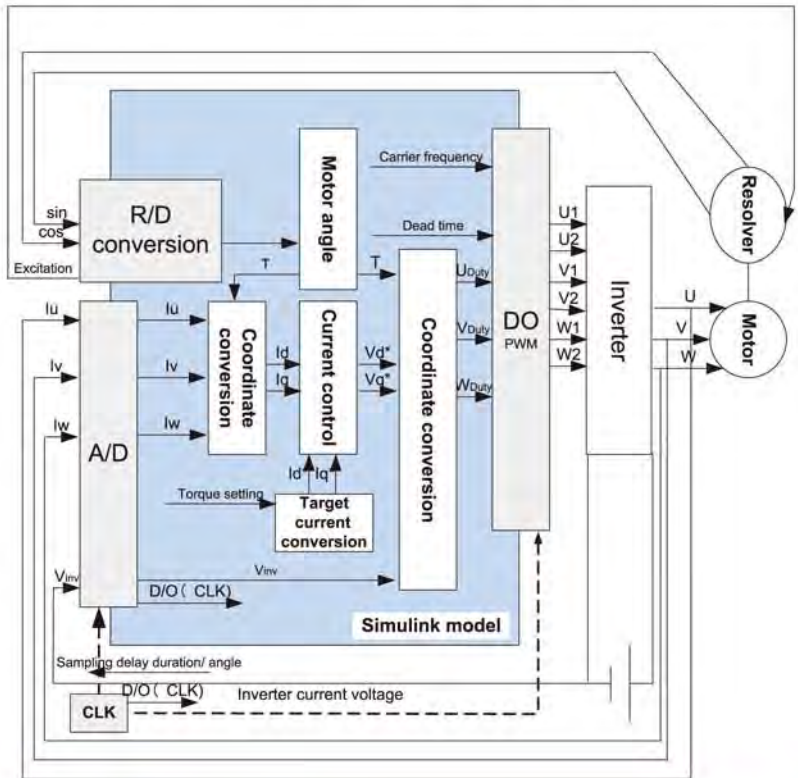 Carrier frequency
Motor angle
Resolver
R/D
conversion
sin
cos
Excitation
Dead time
U1
U2
V1
V2
W1
W2
T
T
UDuty
VDuty
WDuty
DO
PWM
Inverter
U
V
W
Motor
Iu
Iv
Iw
A/D
Iu
Iv
Iw
Coordinate
conversion
Id
Iq
Current control
Vd*
Vq*
Coordinate conversion
Id
Iq
Torque setting
Target
current
conversion
Vinv
Vinv
D/O( CLK)
Simulink model
Sampling delay duration/ angle
D/O( CLK)
CLK
Inverter current voltage